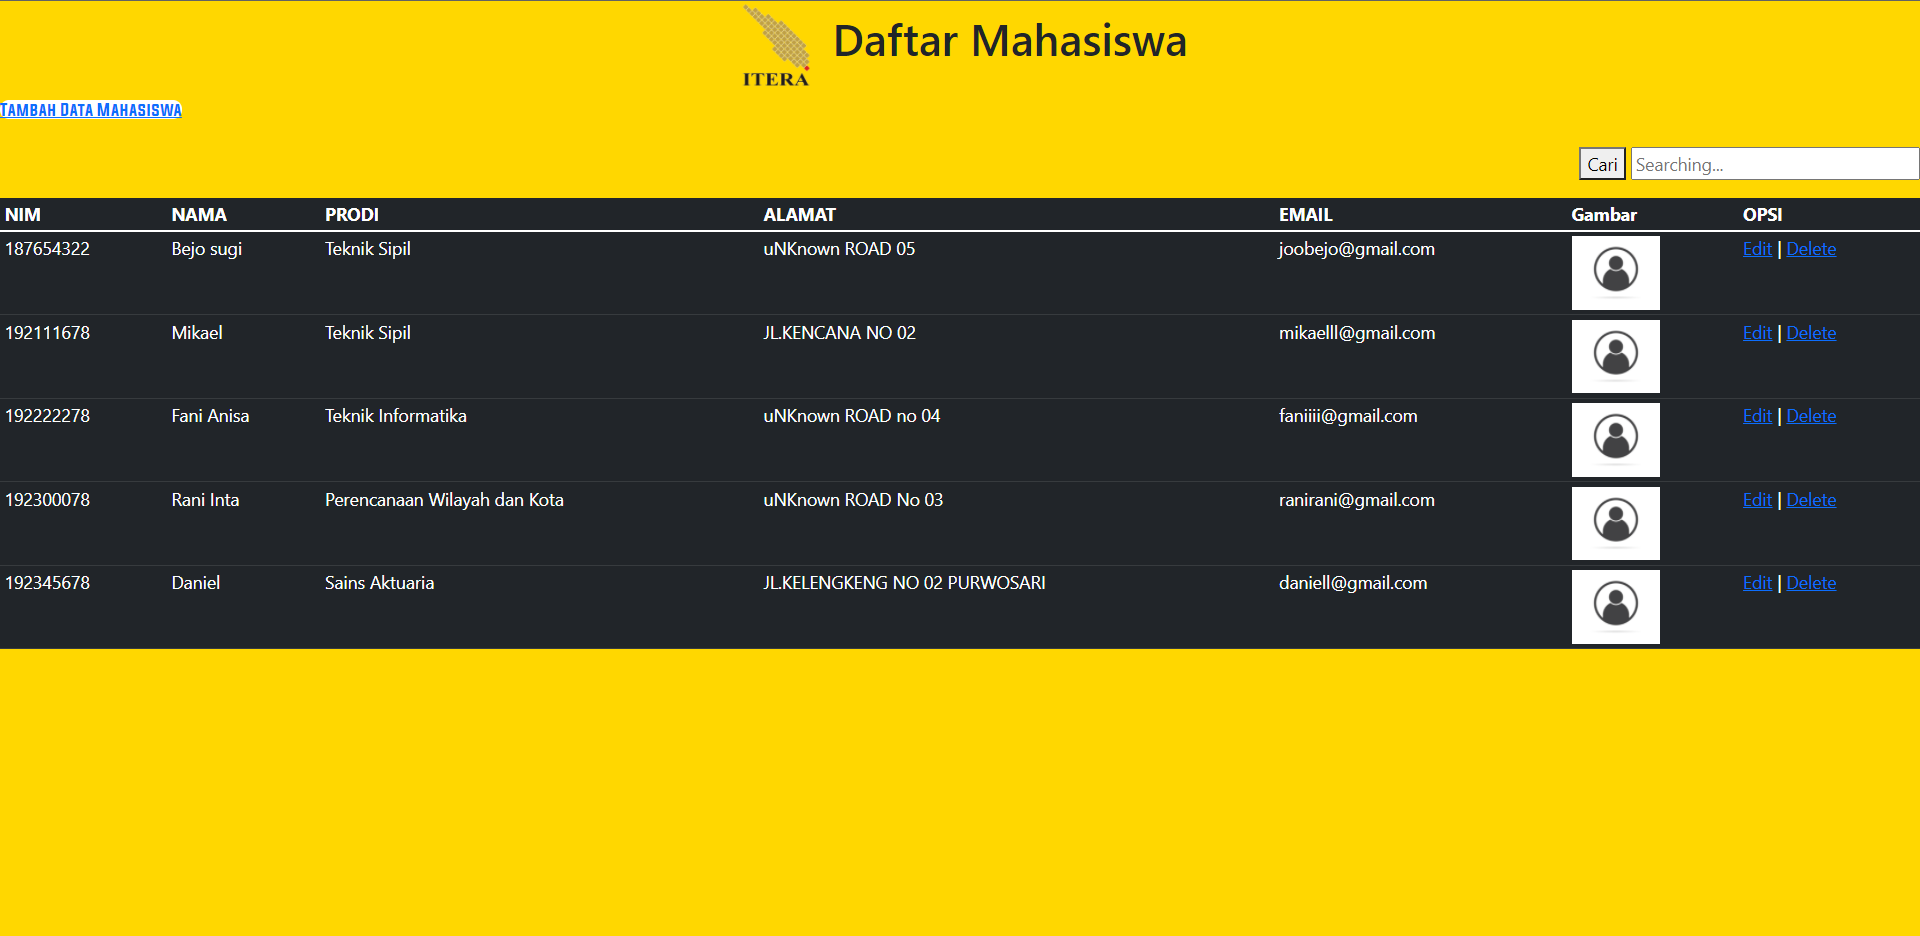 ITERA
Daftar Mahasiswa
Tambah Data Mahasiswa
Cari Searching...
NIM NAMA PRODI ALAMAT EMAIL Gambar OPSI
187654322 Bejo sugi Teknik Sipil uNKnown ROAD 05 joobejo@gmail.com Edit | Delete
192111678 Mikael Teknik Sipil JL.KENCANA NO 02 mikaelll@gmail.com Edit | Delete
192222278 Fani Anisa Teknik Informatika uNKnown ROAD no 04 faniiii@gmail.com Edit | Delete
192300078 Rani Inta Perencanaan Wilayah dan Kota uNKnown ROAD No 03 ranirani@gmail.com Edit | Delete
192345678 Daniel Sains Aktuaria JL.KELENGKENG NO 02 PURWOSARI daniell@gmail.com Edit | Delete